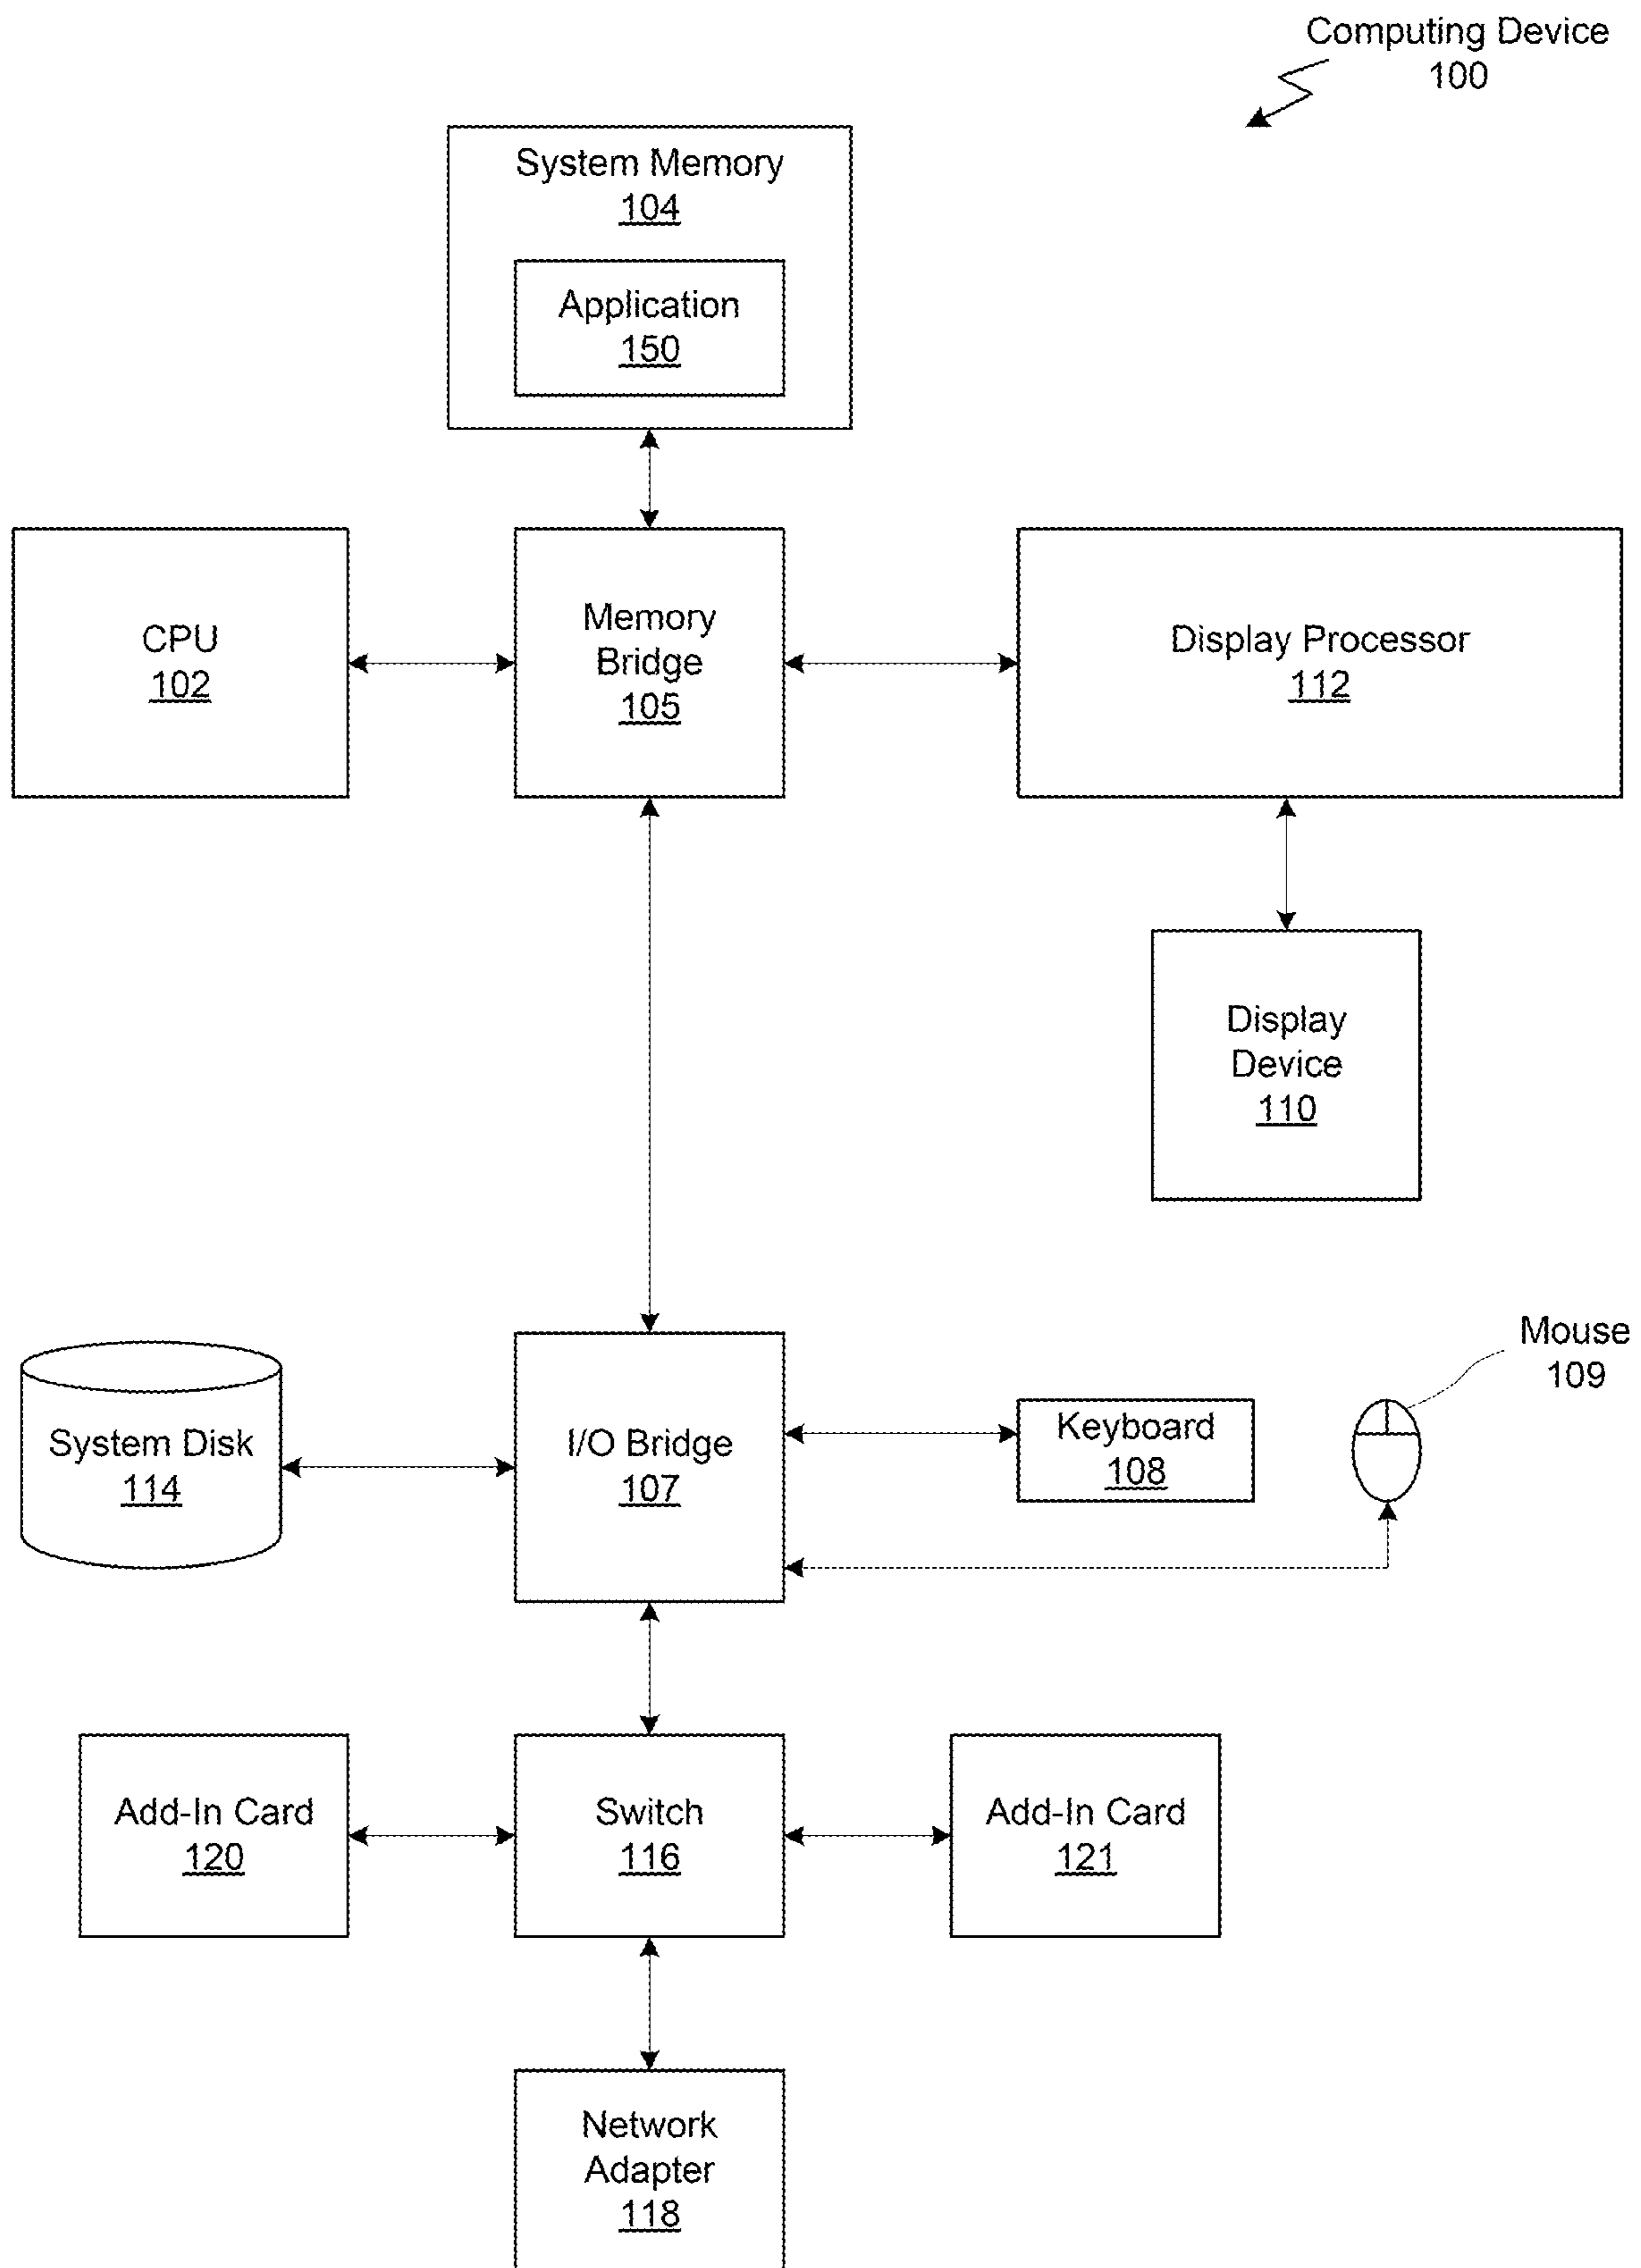 Computing Device
100
System Memory
104
Application
150
CPU
102
Memory
Bridge
105
Display Processor
112
Display
Device
110
System Disk
114
I/O Bridge
107
Keyboard
108
Mouse
109
Add-In Card
120
Switch
116
Add-In Card
121
Network
Adapter
118